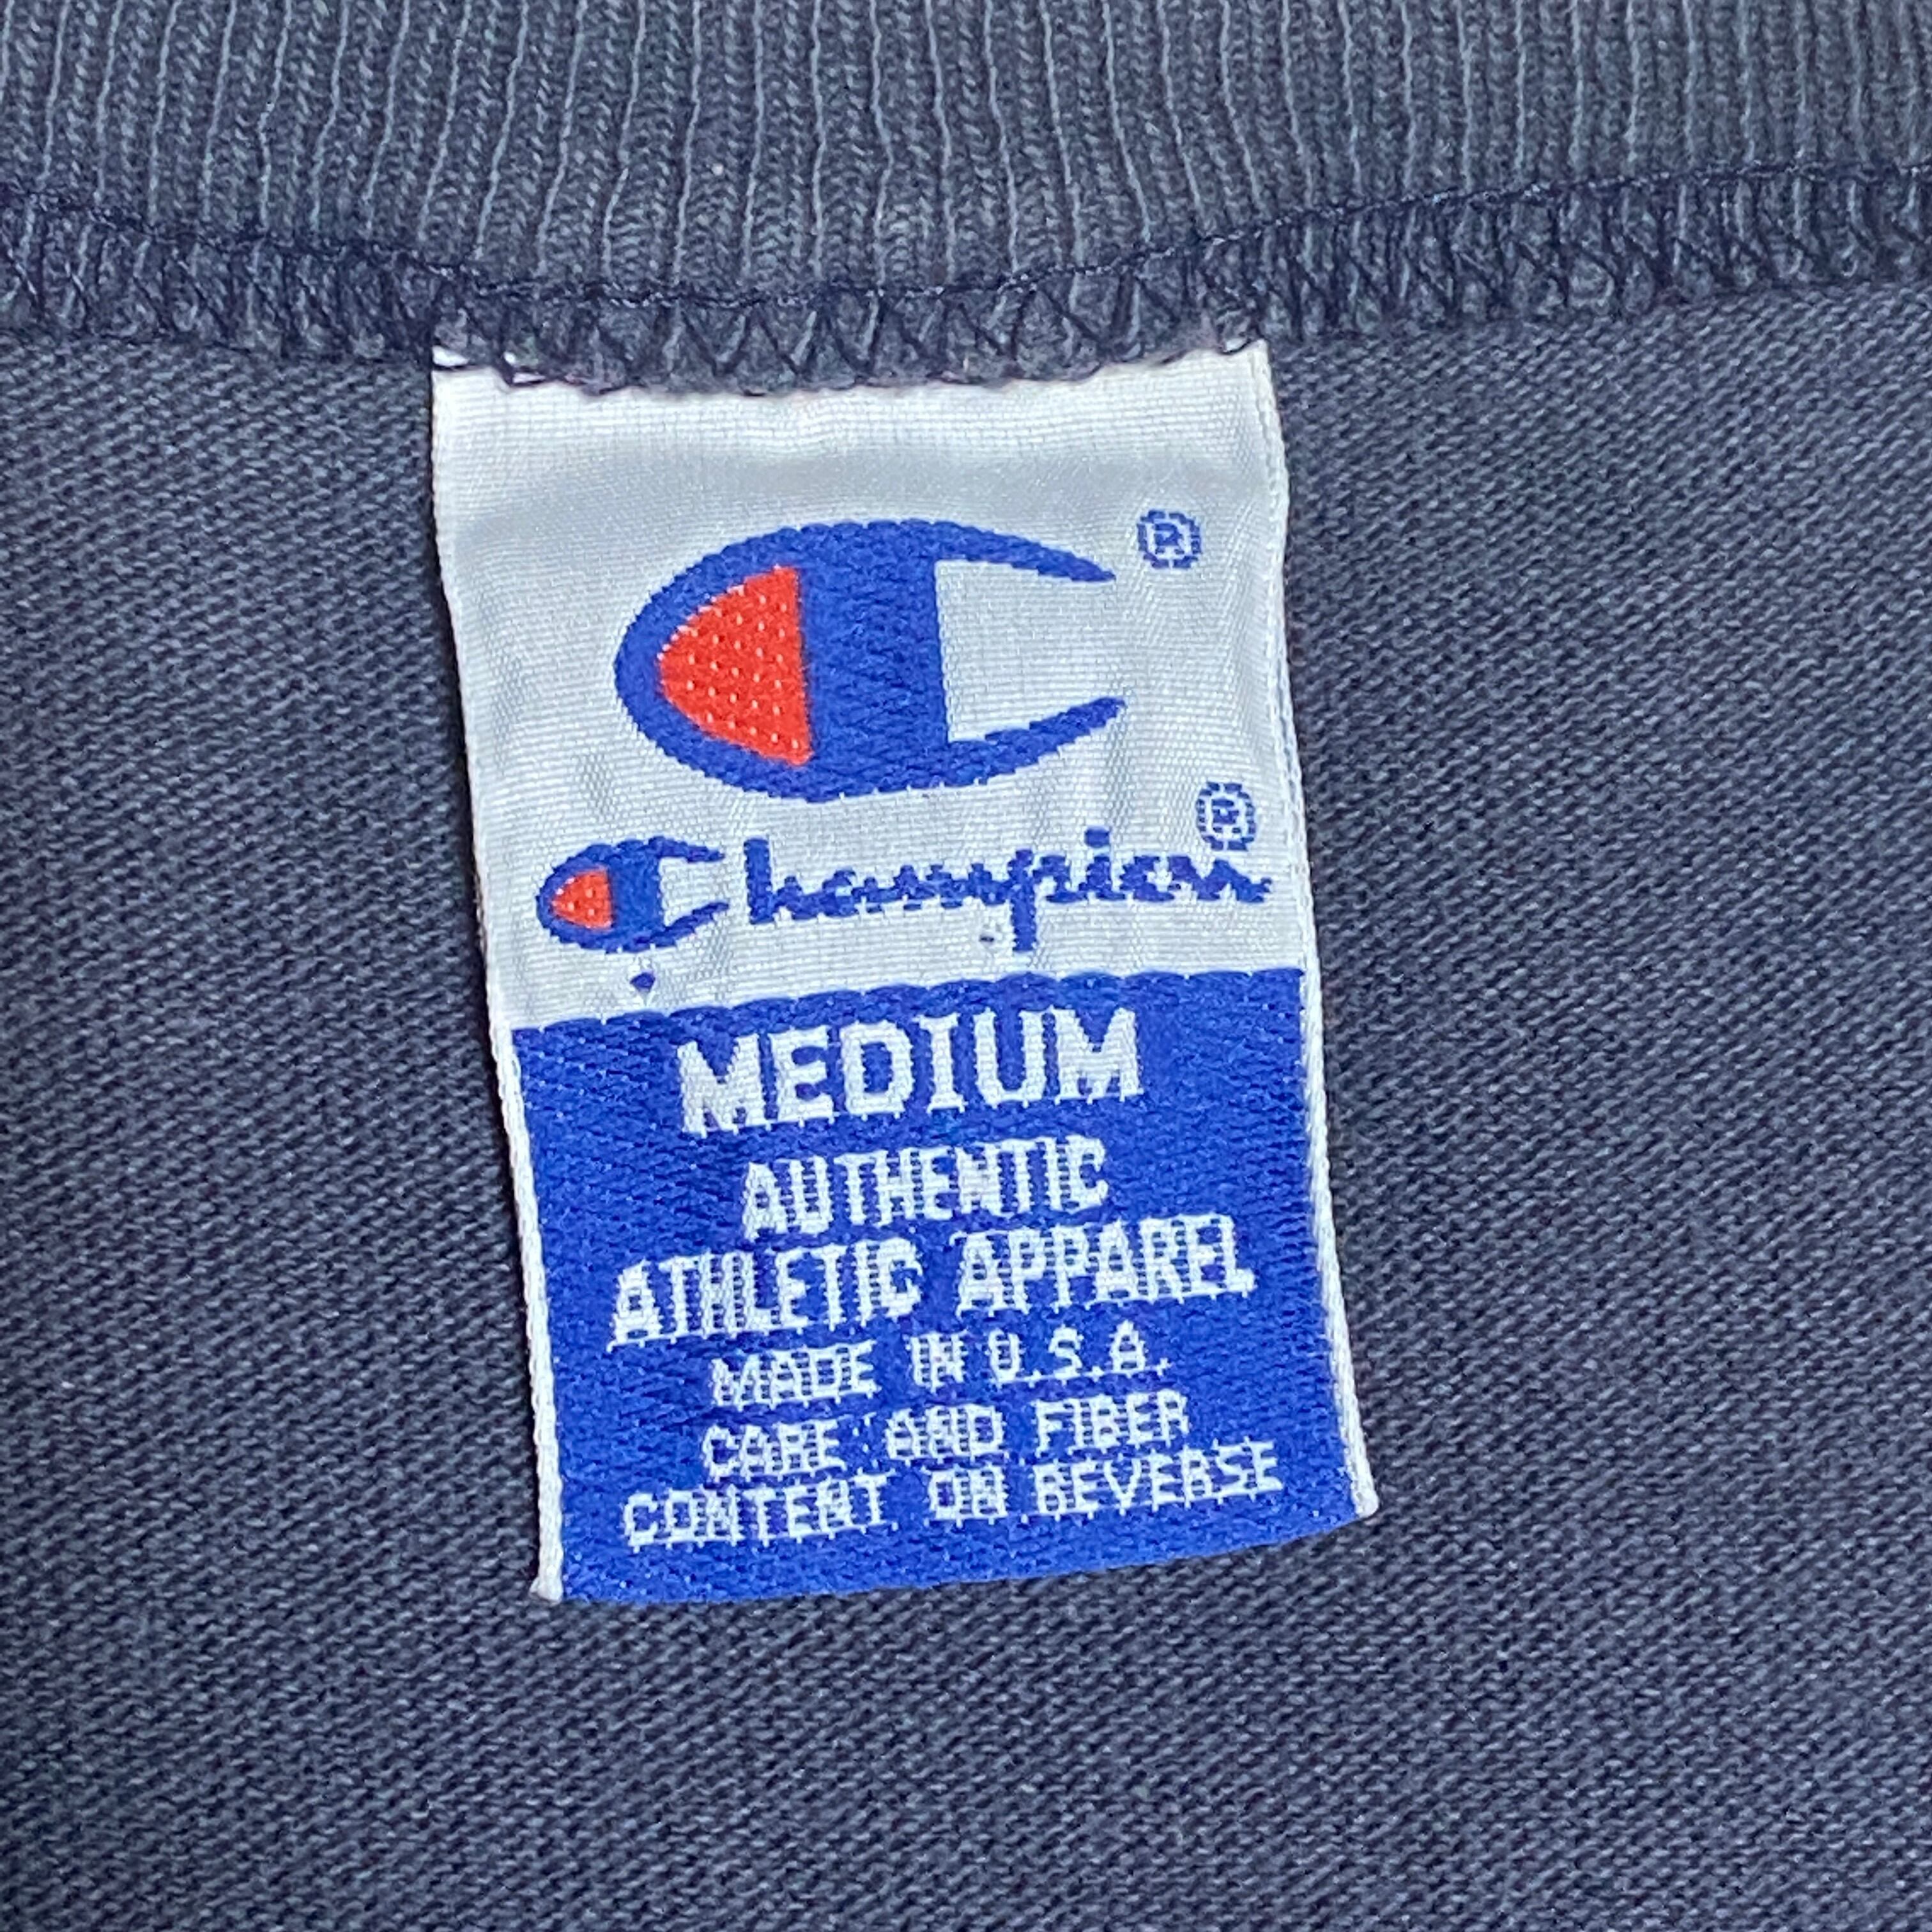 ®
Champion®
MEDIUM
AUTHENTIC
ATHLETIC APPAREL
MADE IN U.S.A.
CARE AND FIBER
CONTENT ON REVERSE